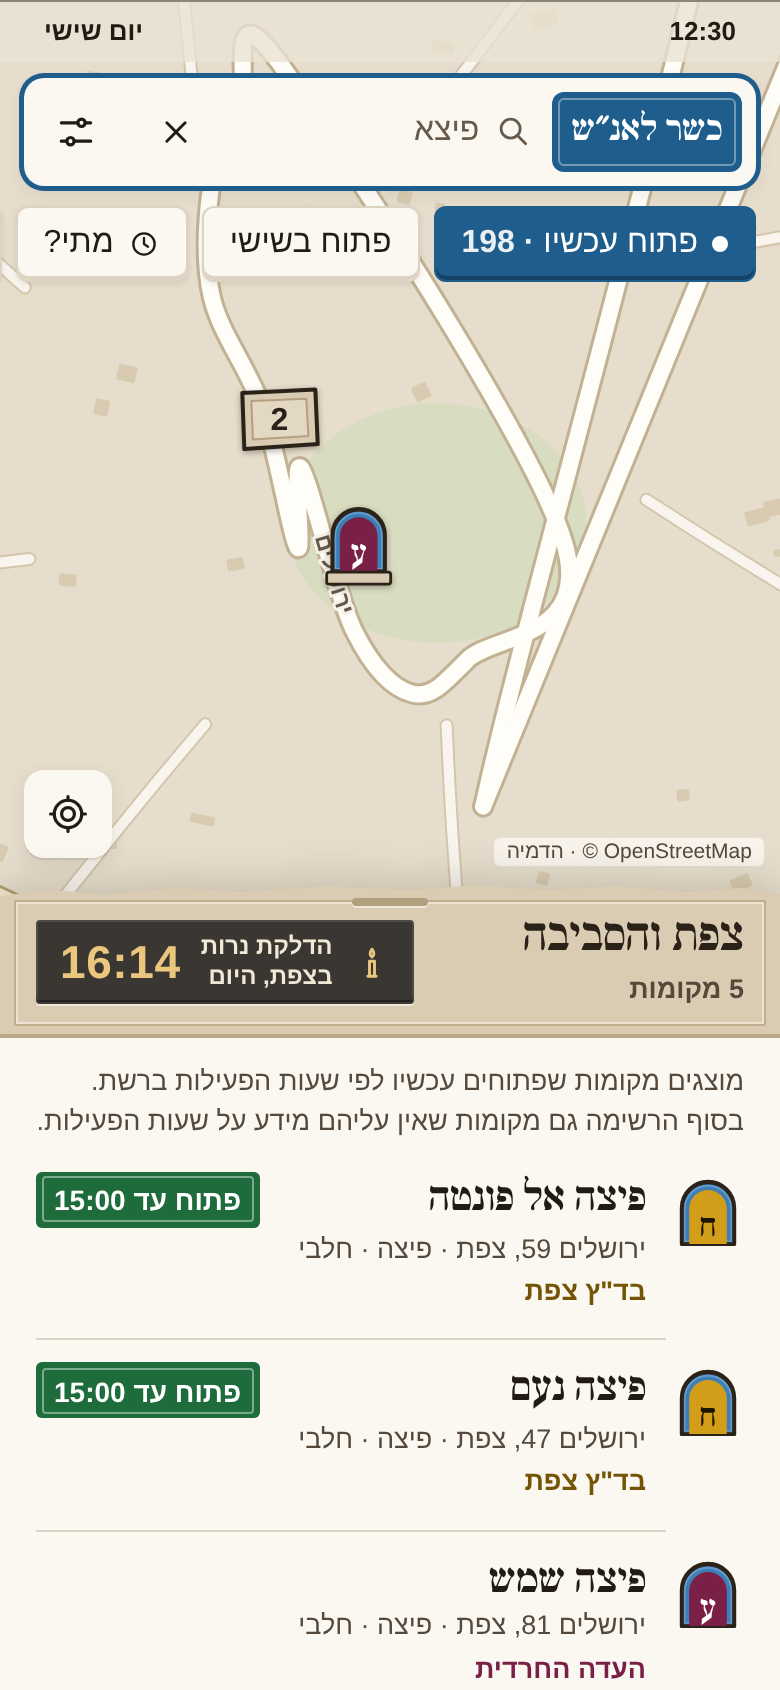 12:30
יום שישי
כשר לאנ״ש
פיצא
פתוח עכשיו · 198
פתוח בשישי
מתי?
2
ע
© OpenStreetMap · הדמיה
צפת והסביבה
5 מקומות
הדלקת נרות
בצפת, היום
16:14
מוצגים מקומות שפתוחים עכשיו לפי שעות הפעילות ברשת.
בסוף הרשימה גם מקומות שאין עליהם מידע על שעות הפעילות.
ח
פיצה אל פונטה
פתוח עד 15:00
ירושלים 59, צפת · פיצה · חלבי
בד"ץ צפת
ח
פיצה נעם
פתוח עד 15:00
ירושלים 47, צפת · פיצה · חלבי
בד"ץ צפת
ע
פיצה שמש
ירושלים 81, צפת · פיצה · חלבי
העדה החרדית